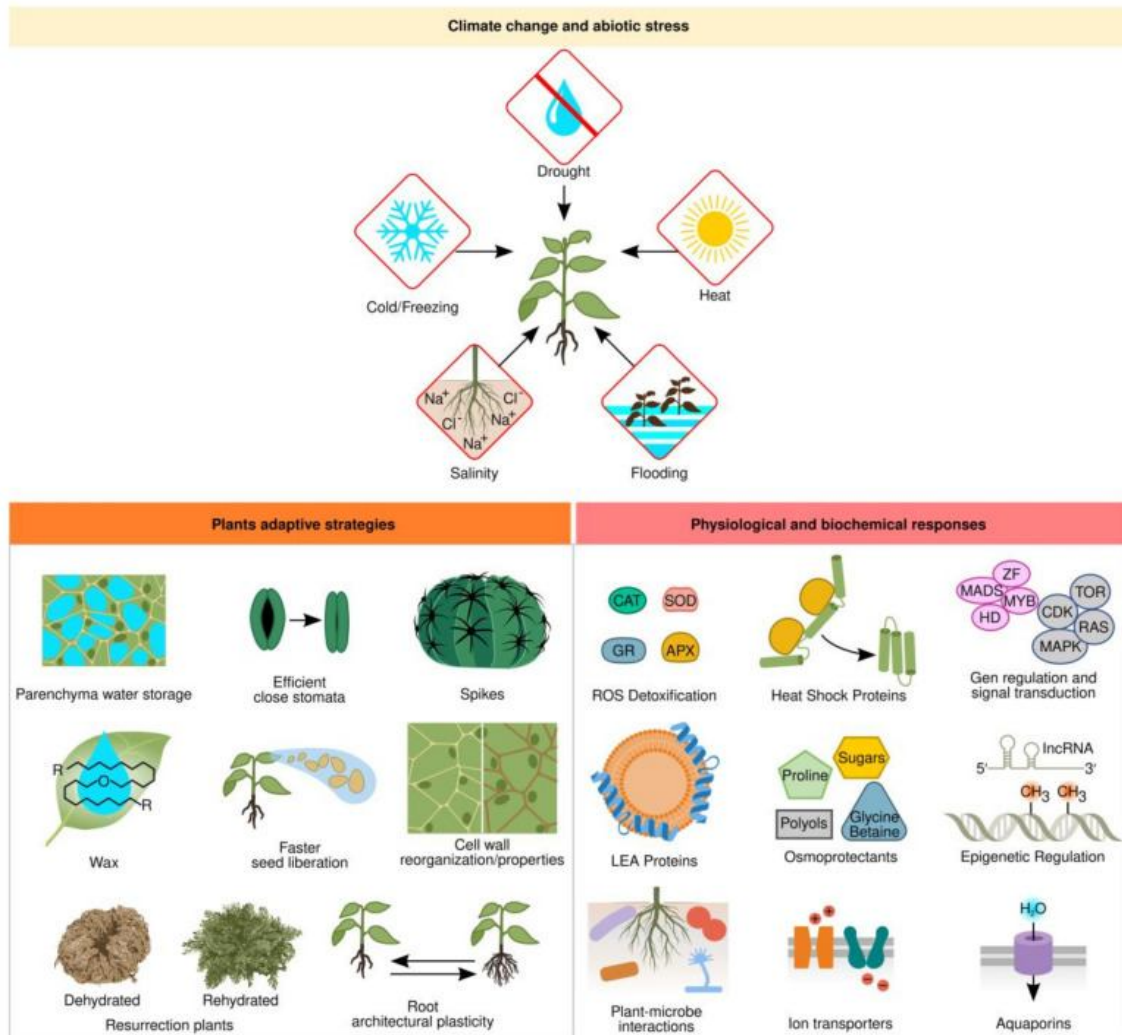 Climate change and abiotic stress
Drought
Cold/Freezing
Heat
Na⁺
Cl⁻
Cl⁻
Na⁺
Na⁺
Salinity
Flooding
Plants adaptive strategies
Parenchyma water storage
Efficient
close stomata
Spikes
R
O
R
Wax
Faster
seed liberation
Cell wall
reorganization/properties
Dehydrated
Rehydrated
Resurrection plants
Root
architectural plasticity
Physiological and biochemical responses
CAT
SOD
GR
APX
ROS Detoxification
Heat Shock Proteins
ZF
MADS
MYB
HD
TOR
CDK
RAS
MAPK
Gen regulation and
signal transduction
LEA Proteins
Proline
Sugars
Polyols
Glycine
Betaine
Osmoprotectants
lncRNA
5′
3′
CH₃
CH₃
Epigenetic Regulation
Plant-microbe
interactions
+
+
−
−
Ion transporters
H₂O
Aquaporins